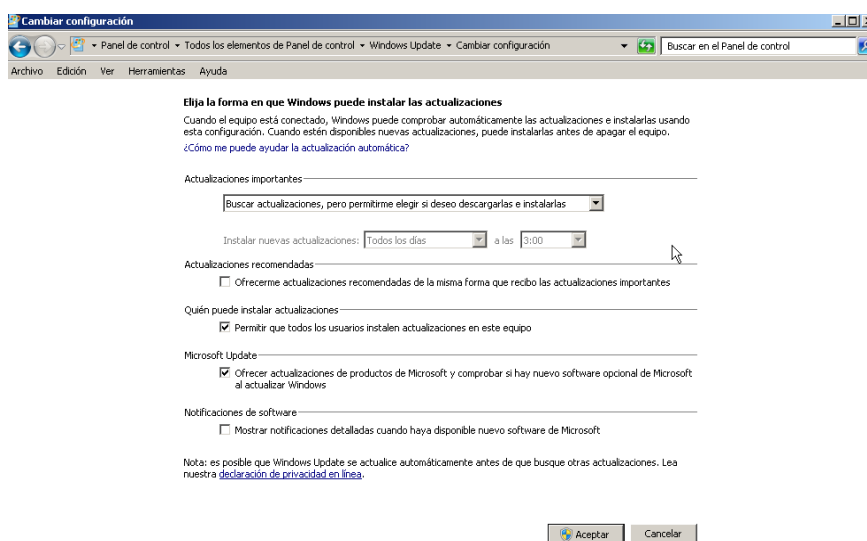 Cambiar configuración
Panel de control Todos los elementos de Panel de control Windows Update Cambiar configuración Buscar en el Panel de control
Archivo Edición Ver Herramientas Ayuda
Elija la forma en que Windows puede instalar las actualizaciones
Cuando el equipo está conectado, Windows puede comprobar automáticamente las actualizaciones e instalarlas usando
esta configuración. Cuando estén disponibles nuevas actualizaciones, puede instalarlas antes de apagar el equipo.
¿Cómo me puede ayudar la actualización automática?
Actualizaciones importantes
Buscar actualizaciones, pero permitirme elegir si deseo descargarlas e instalarlas
Instalar nuevas actualizaciones: Todos los días a las 3:00
Actualizaciones recomendadas
Ofrecerme actualizaciones recomendadas de la misma forma que recibo las actualizaciones importantes
Quién puede instalar actualizaciones
Permitir que todos los usuarios instalen actualizaciones en este equipo
Microsoft Update
Ofrecer actualizaciones de productos de Microsoft y comprobar si hay nuevo software opcional de Microsoft
al actualizar Windows
Notificaciones de software
Mostrar notificaciones detalladas cuando haya disponible nuevo software de Microsoft
Nota: es posible que Windows Update se actualice automáticamente antes de que busque otras actualizaciones. Lea
nuestra declaración de privacidad en línea.
Aceptar Cancelar